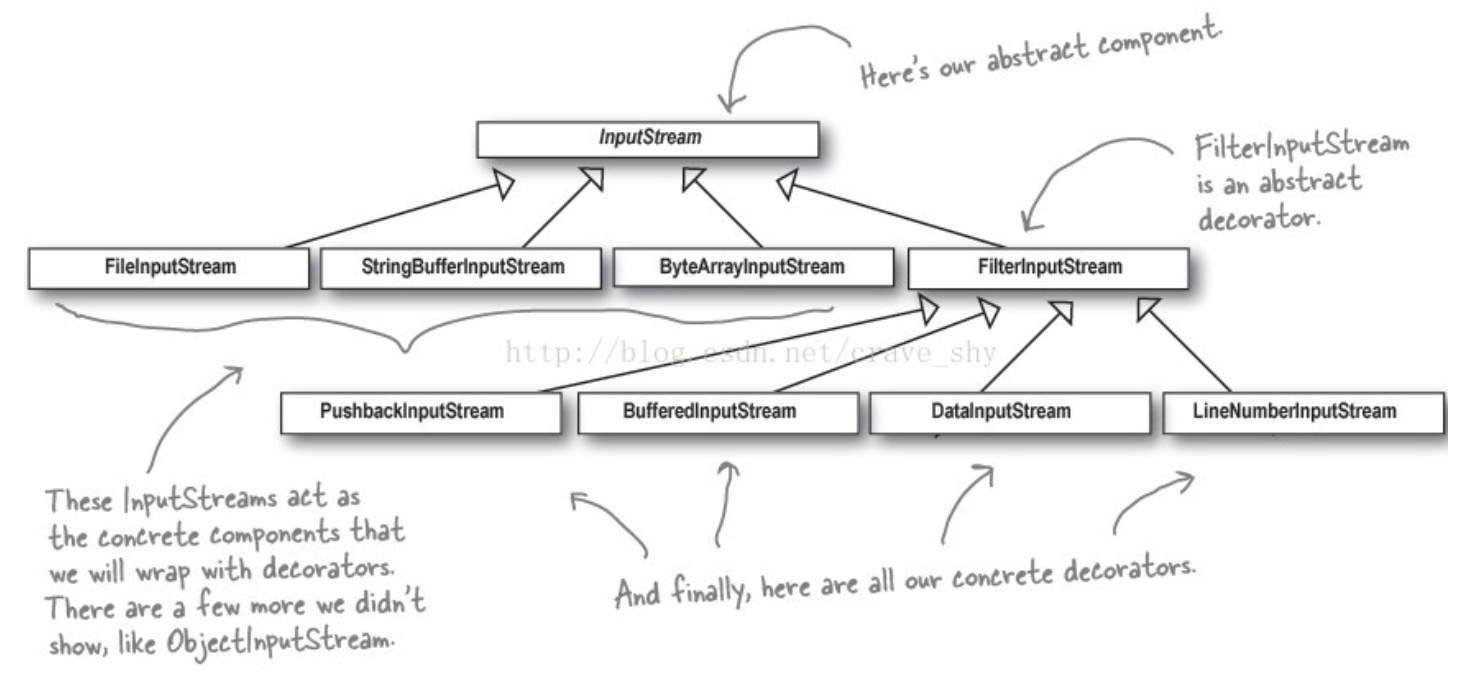 Here's our abstract component.
InputStream
FilterInputStream
is an abstract
decorator.
FileInputStream
StringBufferInputStream
ByteArrayInputStream
FilterInputStream
http://blog.csdn.net/crave_shy
PushbackInputStream
BufferedInputStream
DataInputStream
LineNumberInputStream
These InputStreams act as
the concrete components that
we will wrap with decorators.
There are a few more we didn't
show, like ObjectInputStream.
And finally, here are all our concrete decorators.